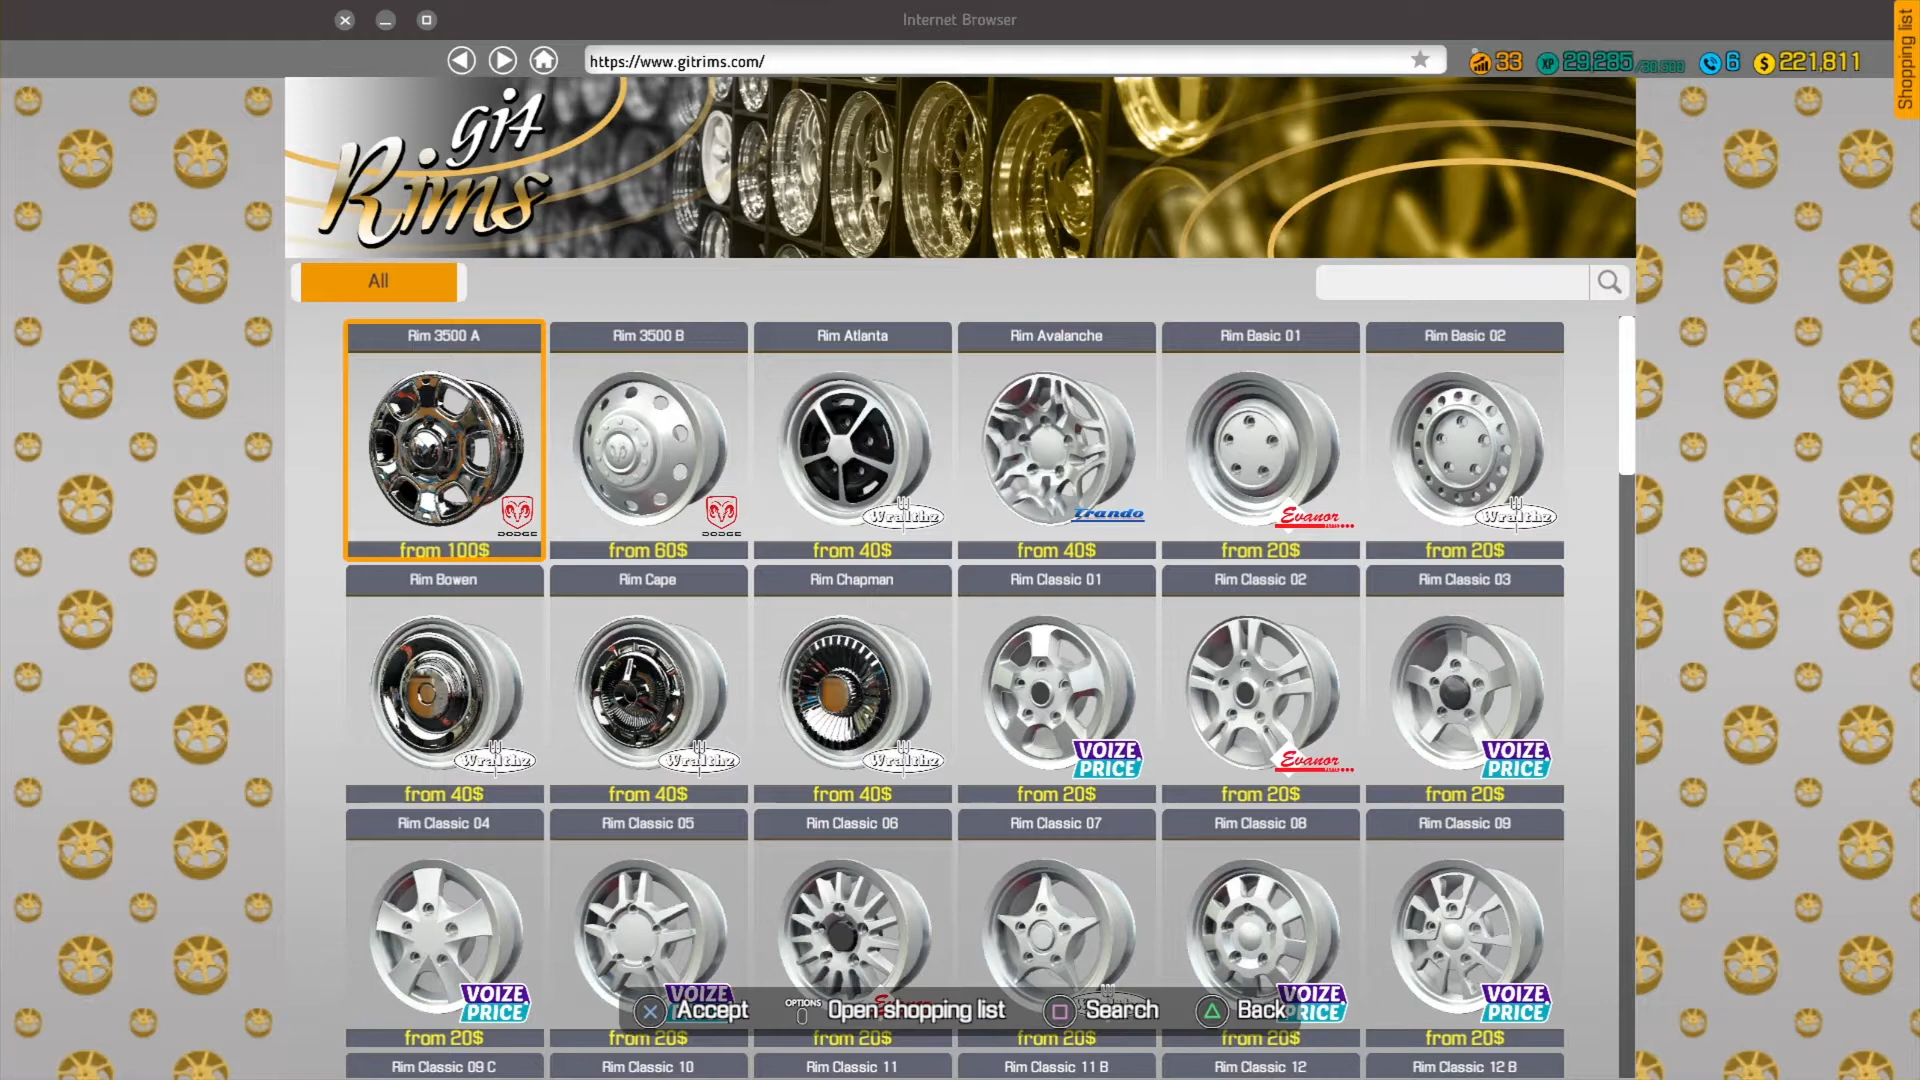 Internet Browser
https://www.gitrims.com/
33
XP 29,285
6
$ 221,811
Shopping list
git
Rims
All
Rim 3500 A
Rim 3500 B
Rim Atlanta
Rim Avalanche
Rim Basic 01
Rim Basic 02
DODGE
DODGE
Wralthz
Trando
Evanor
Wralthz
from 100$
from 60$
from 40$
from 40$
from 20$
from 20$
Rim Bowen
Rim Cape
Rim Chapman
Rim Classic 01
Rim Classic 02
Rim Classic 03
Wralthz
Wralthz
Wralthz
VOIZE
PRICE
Evanor
VOIZE
PRICE
from 40$
from 40$
from 40$
from 20$
from 20$
from 20$
Rim Classic 04
Rim Classic 05
Rim Classic 06
Rim Classic 07
Rim Classic 08
Rim Classic 09
VOIZE
PRICE
VOIZE
VOIZE
PRICE
VOIZE
PRICE
Accept
OPTIONS
Open shopping list
Search
Back
from 20$
from 20$
from 20$
from 20$
from 20$
from 20$
Rim Classic 09 C
Rim Classic 10
Rim Classic 11
Rim Classic 11 B
Rim Classic 12
Rim Classic 12 B